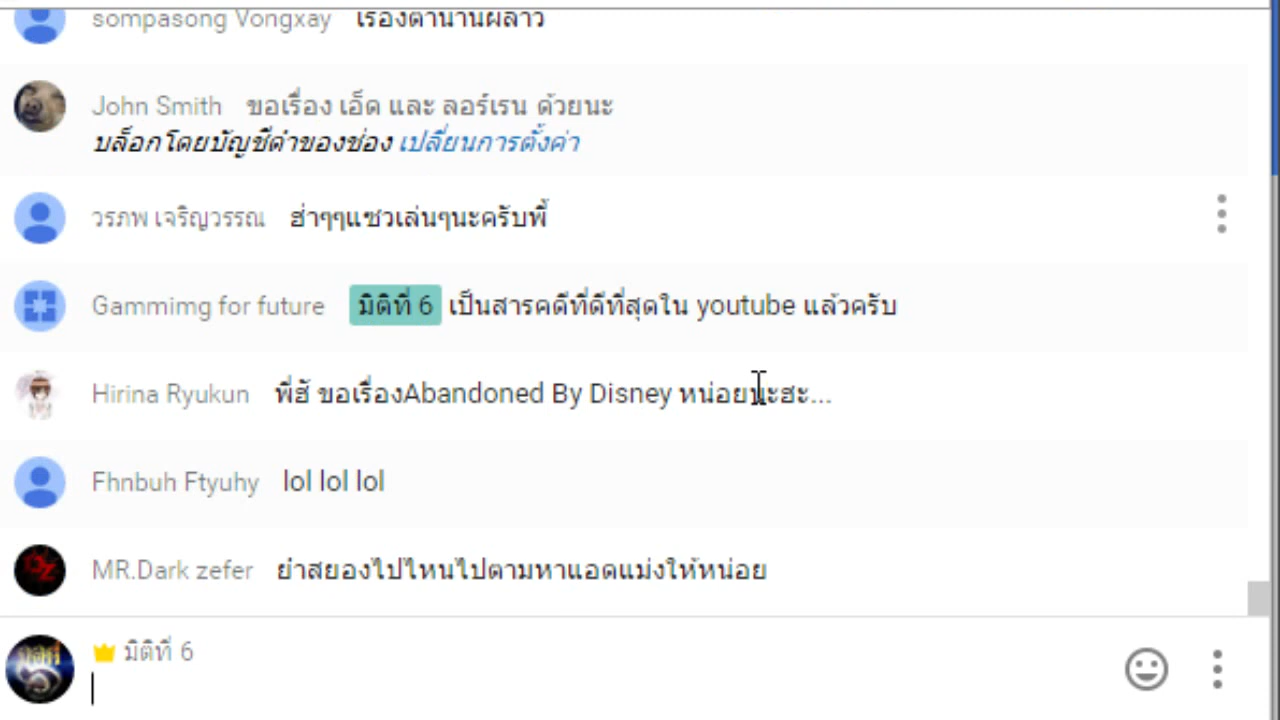 sompasong Vongxay เรื่องตำนานผีลาว
John Smith ขอเรื่อง เอ็ด และ ลอร์เรน ด้วยนะ
บล็อกโดยบัญชีดำของช่อง เปลี่ยนการตั้งค่า
วรภพ เจริญวรรณ ฮ่าๆๆแซวเล่นๆนะครับพี่
Gammimg for future มิติที่ 6 เป็นสารคดีที่ดีที่สุดใน youtube แล้วครับ
Hirina Ryukun พี่ฮั ขอเรื่องAbandoned By Disney หน่อยนะฮะ...
Fhnbuh Ftyuhy lol lol lol
MR.Dark zefer ย่าสยองไปไหนไปตามหาแอดแม่งให้หน่อย
มิติที่ 6